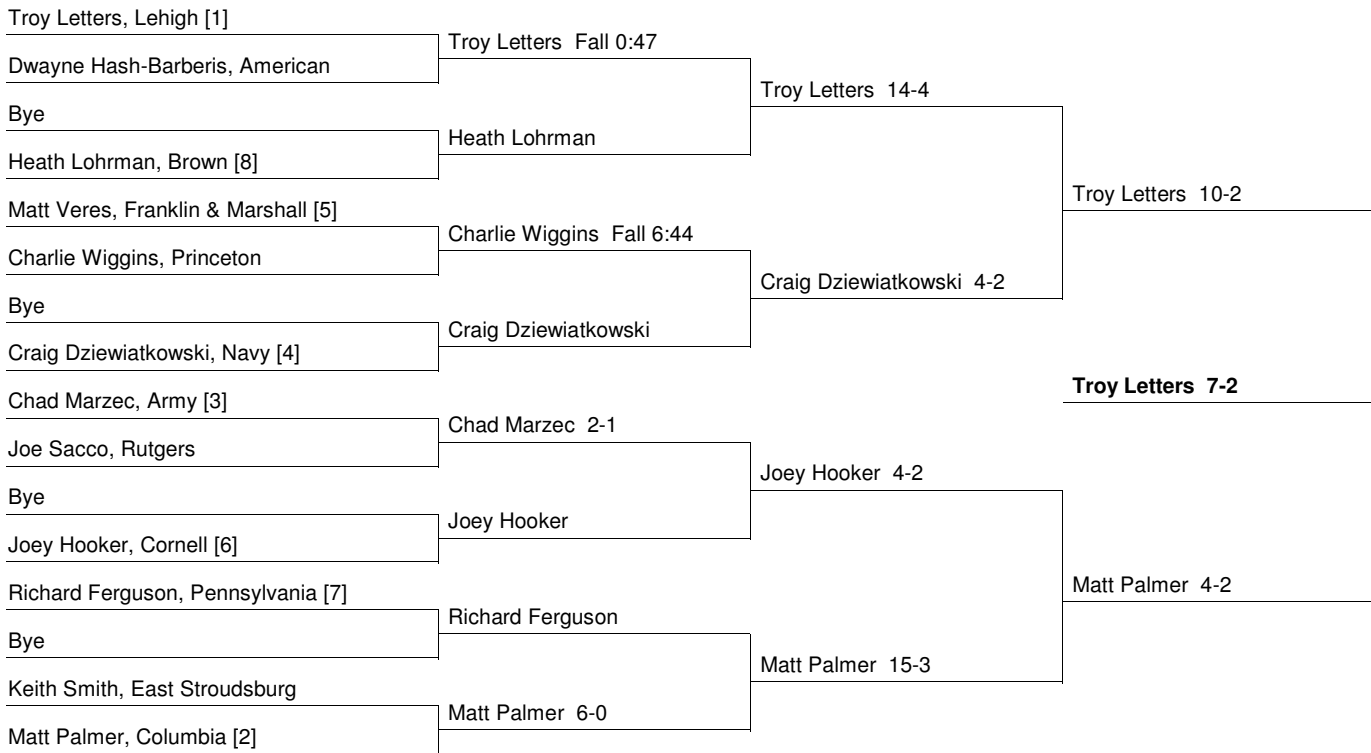 Troy Letters, Lehigh [1]
Dwayne Hash-Barberis, American
Bye
Heath Lohrman, Brown [8]
Matt Veres, Franklin & Marshall [5]
Charlie Wiggins, Princeton
Bye
Craig Dziewiatkowski, Navy [4]
Chad Marzec, Army [3]
Joe Sacco, Rutgers
Bye
Joey Hooker, Cornell [6]
Richard Ferguson, Pennsylvania [7]
Bye
Keith Smith, East Stroudsburg
Matt Palmer, Columbia [2]
Troy Letters Fall 0:47
Heath Lohrman
Charlie Wiggins Fall 6:44
Craig Dziewiatkowski
Chad Marzec 2-1
Joey Hooker
Richard Ferguson
Matt Palmer 6-0
Troy Letters 14-4
Craig Dziewiatkowski 4-2
Joey Hooker 4-2
Matt Palmer 15-3
Troy Letters 10-2
Troy Letters 7-2
Matt Palmer 4-2